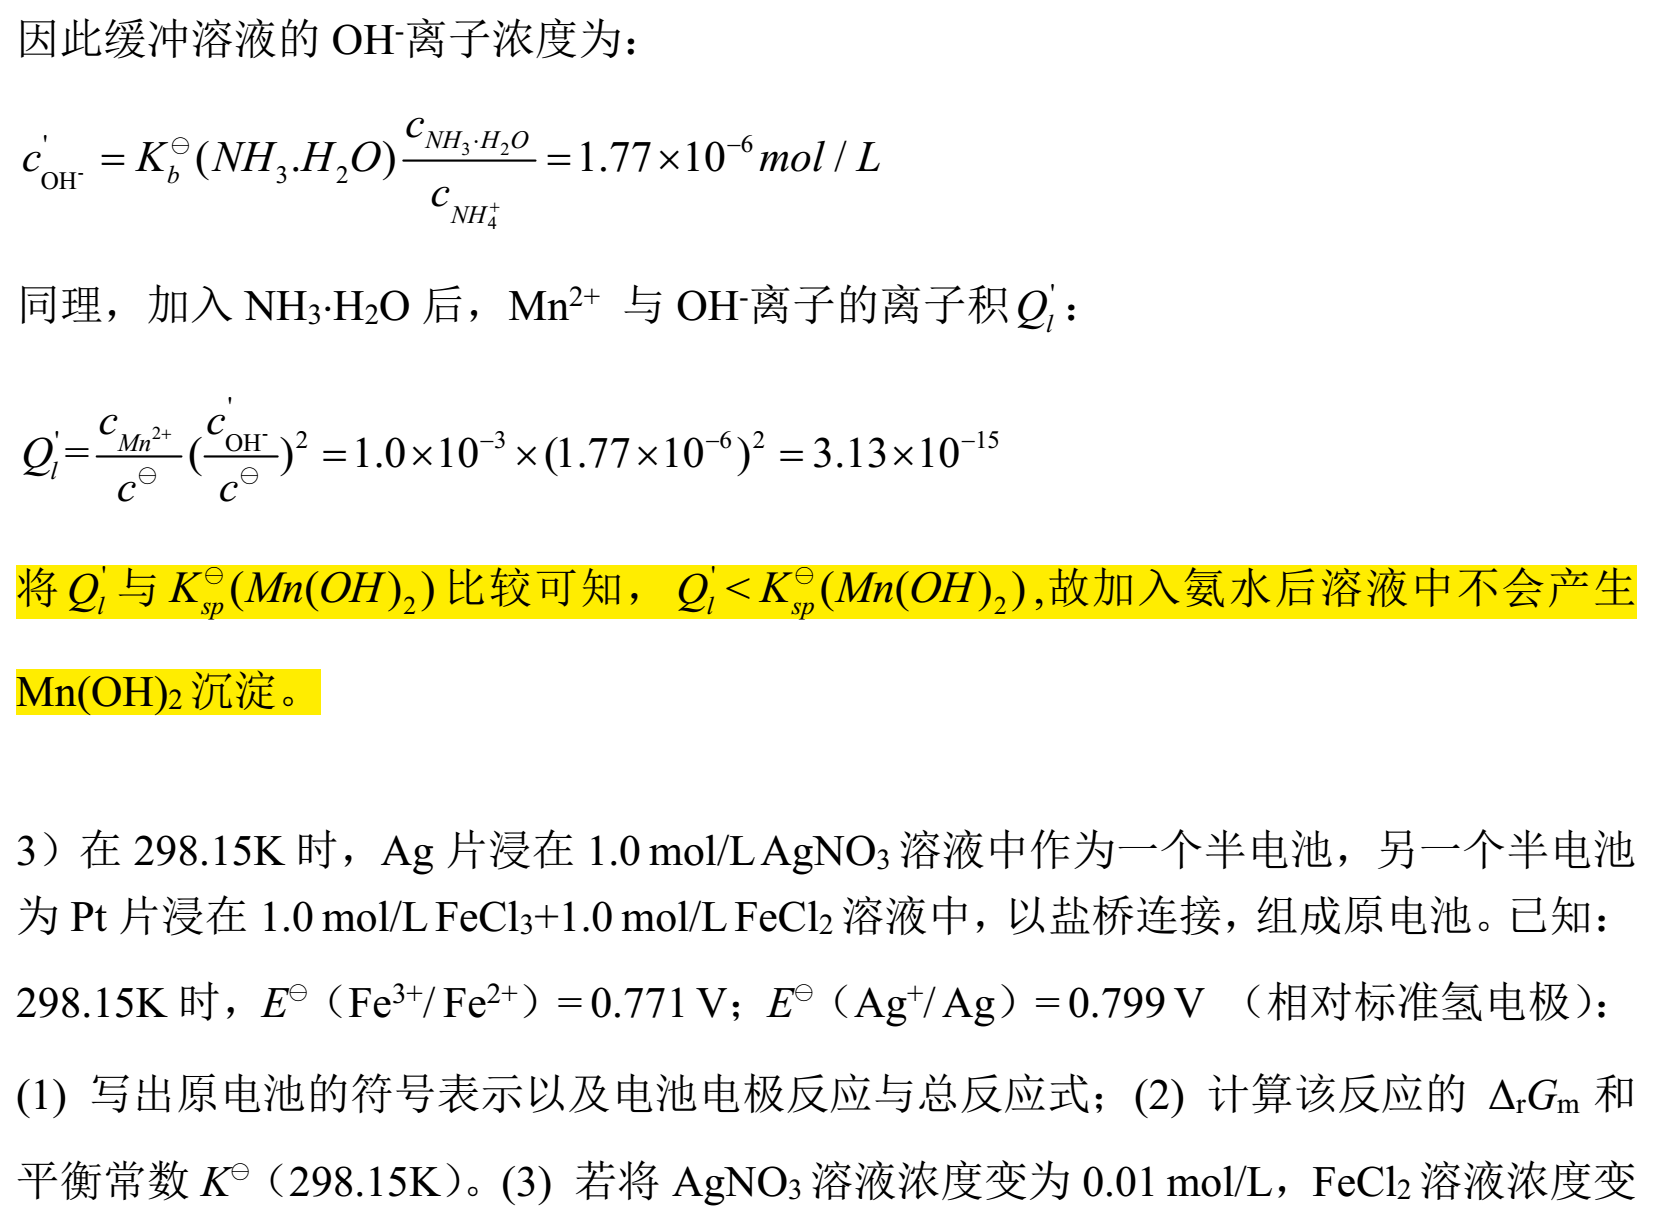 因此缓冲溶液的 OH⁻离子浓度为：
c'_OH⁻ = K_b^⊖(NH₃.H₂O) c_NH₃·H₂O / c_NH₄⁺ = 1.77×10⁻⁶ mol / L
同理，加入 NH₃·H₂O 后，Mn²⁺ 与 OH⁻离子的离子积 Q'_l：
Q'_l = c_Mn²⁺ / c^⊖ (c'_OH⁻ / c^⊖)² = 1.0×10⁻³ × (1.77×10⁻⁶)² = 3.13×10⁻¹⁵
将 Q'_l 与 K_sp^⊖(Mn(OH)₂) 比较可知， Q'_l < K_sp^⊖(Mn(OH)₂),故加入氨水后溶液中不会产生
Mn(OH)₂ 沉淀。
3）在 298.15K 时，Ag 片浸在 1.0 mol/L AgNO₃ 溶液中作为一个半电池，另一个半电池
为 Pt 片浸在 1.0 mol/L FeCl₃+1.0 mol/L FeCl₂ 溶液中，以盐桥连接，组成原电池。已知：
298.15K 时，E^⊖（Fe³⁺/ Fe²⁺）= 0.771 V；E^⊖（Ag⁺/ Ag）= 0.799 V （相对标准氢电极）：
(1) 写出原电池的符号表示以及电池电极反应与总反应式；(2) 计算该反应的 ΔᵣGₘ 和
平衡常数 K^⊖（298.15K）。(3) 若将 AgNO₃ 溶液浓度变为 0.01 mol/L，FeCl₂ 溶液浓度变